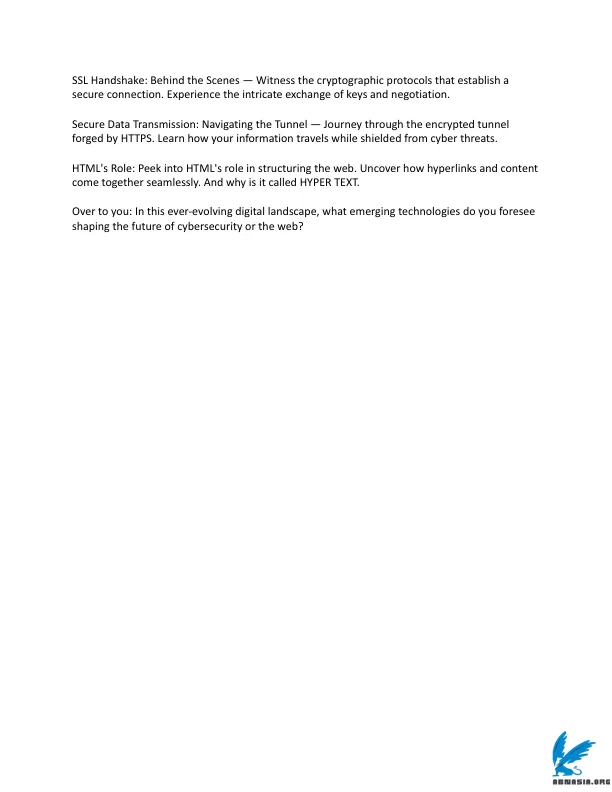 SSL Handshake: Behind the Scenes — Witness the cryptographic protocols that establish a
secure connection. Experience the intricate exchange of keys and negotiation.
Secure Data Transmission: Navigating the Tunnel — Journey through the encrypted tunnel
forged by HTTPS. Learn how your information travels while shielded from cyber threats.
HTML's Role: Peek into HTML's role in structuring the web. Uncover how hyperlinks and content
come together seamlessly. And why is it called HYPER TEXT.
Over to you: In this ever-evolving digital landscape, what emerging technologies do you foresee
shaping the future of cybersecurity or the web?
ABNASIA.ORG